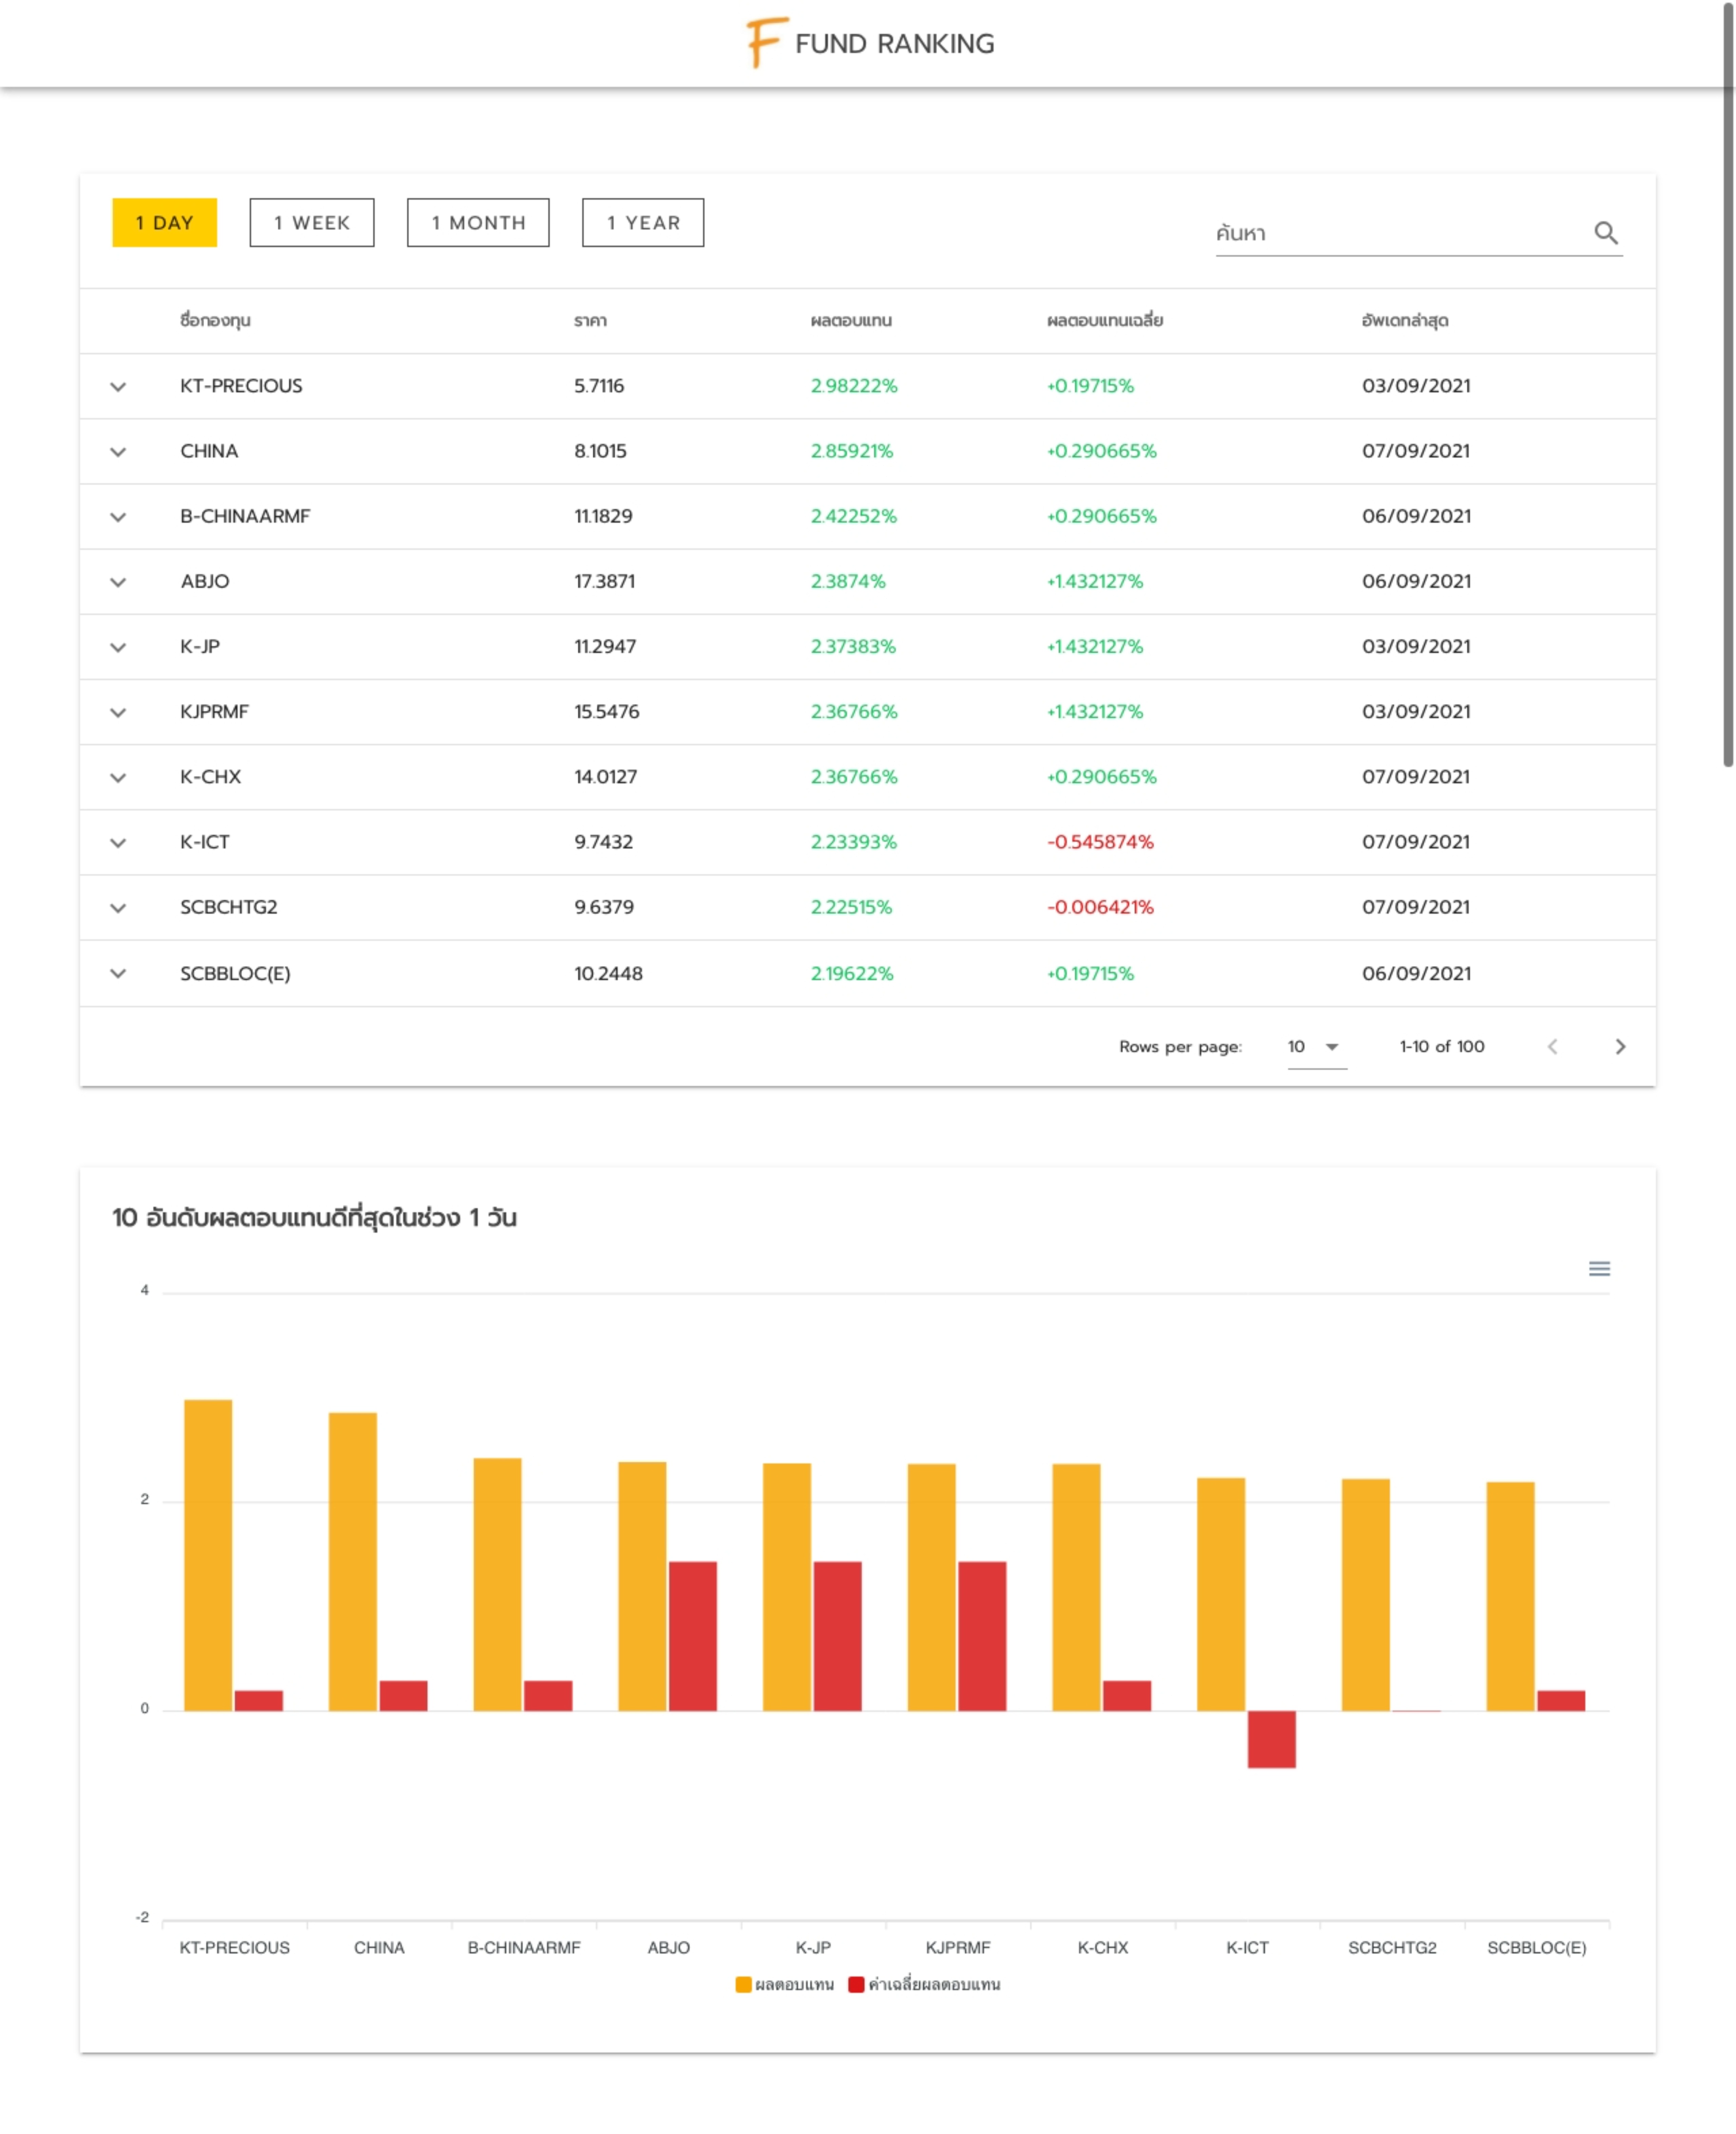 F FUND RANKING
1 DAY 1 WEEK 1 MONTH 1 YEAR ค้นหา
ชื่อกองทุน ราคา ผลตอบแทน ผลตอบแทนเฉลี่ย อัพเดทล่าสุด
KT-PRECIOUS 5.7116 2.98222% +0.19715% 03/09/2021
CHINA 8.1015 2.85921% +0.290665% 07/09/2021
B-CHINAARMF 11.1829 2.42252% +0.290665% 06/09/2021
ABJO 17.3871 2.3874% +1.432127% 06/09/2021
K-JP 11.2947 2.37383% +1.432127% 03/09/2021
KJPRMF 15.5476 2.36766% +1.432127% 03/09/2021
K-CHX 14.0127 2.36766% +0.290665% 07/09/2021
K-ICT 9.7432 2.23393% -0.545874% 07/09/2021
SCBCHTG2 9.6379 2.22515% -0.006421% 07/09/2021
SCBBLOC(E) 10.2448 2.19622% +0.19715% 06/09/2021
Rows per page: 10 1-10 of 100
10 อันดับผลตอบแทนดีที่สุดในช่วง 1 วัน
4
2
0
-2
KT-PRECIOUS CHINA B-CHINAARMF ABJO K-JP KJPRMF K-CHX K-ICT SCBCHTG2 SCBBLOC(E)
ผลตอบแทน ค่าเฉลี่ยผลตอบแทน